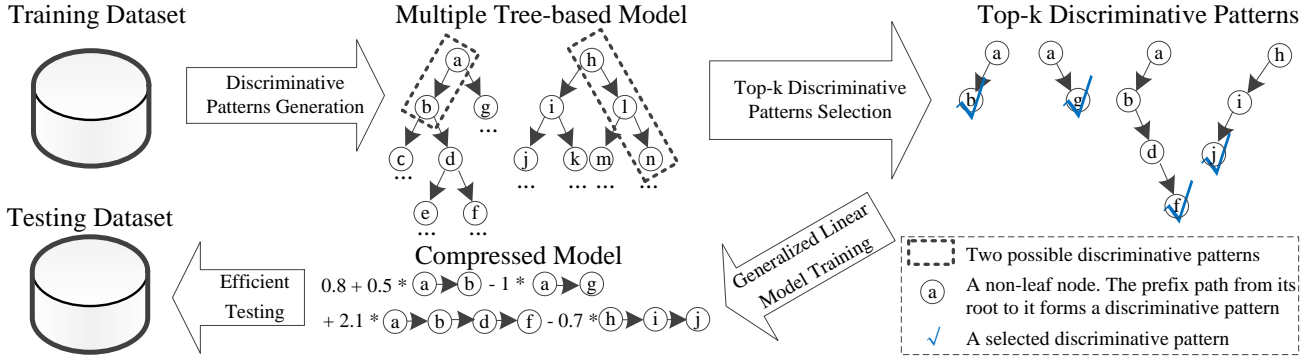 Training Dataset
Multiple Tree-based Model
Top-k Discriminative Patterns
Discriminative
Patterns Generation
a
b
g
...
c
...
d
e
...
f
...
h
i
l
j
...
k
...
m
...
n
...
Top-k Discriminative
Patterns Selection
a
b
a
g
a
b
d
f
h
i
j
Testing Dataset
Efficient
Testing
Compressed Model
0.8 + 0.5 * a b - 1 * a g
+ 2.1 * a b d f - 0.7 * h i j
Generalized Linear
Model Training
Two possible discriminative patterns
a
A non-leaf node. The prefix path from its
root to it forms a discriminative pattern
A selected discriminative pattern